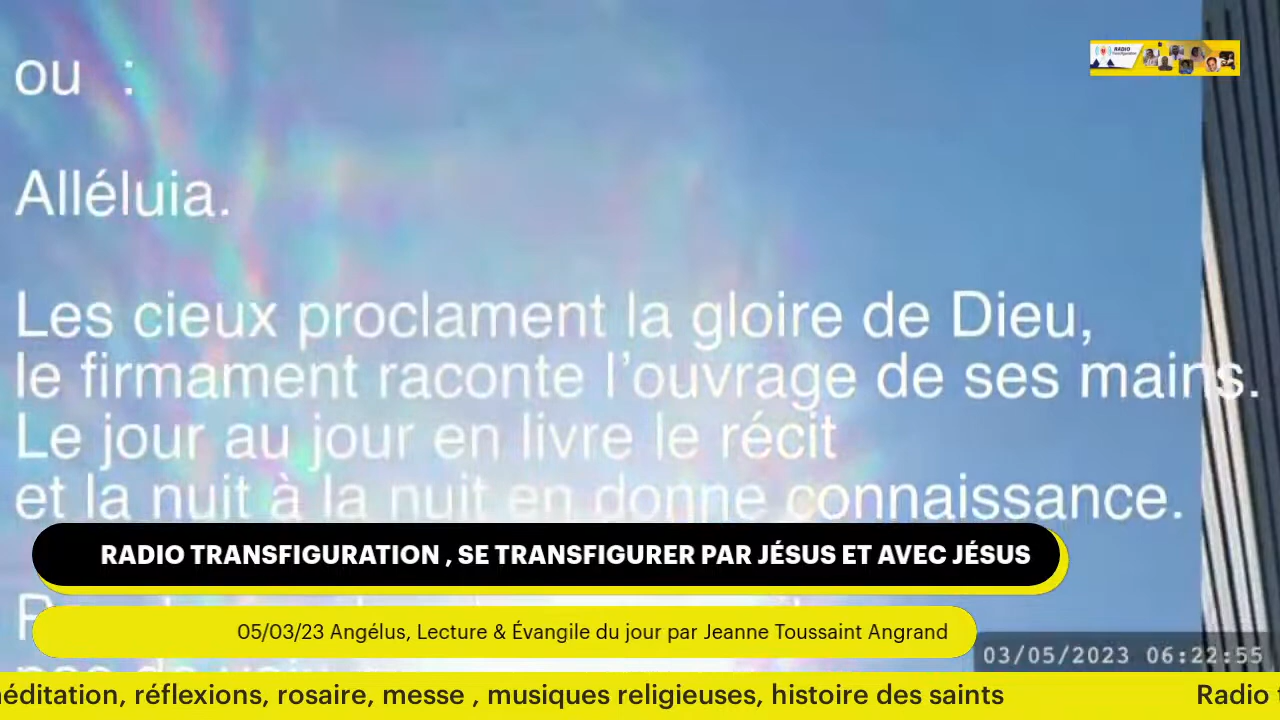 ou :
Alléluia.
Les cieux proclament la gloire de Dieu,
le firmament raconte l’ouvrage de ses mains.
Le jour au jour en livre le récit
et la nuit à la nuit en donne connaissance.
RADIO TRANSFIGURATION , SE TRANSFIGURER PAR JÉSUS ET AVEC JÉSUS
05/03/23 Angélus, Lecture & Évangile du jour par Jeanne Toussaint Angrand
03/05/2023 06:22:55
éditation, réflexions, rosaire, messe , musiques religieuses, histoire des saints Radio